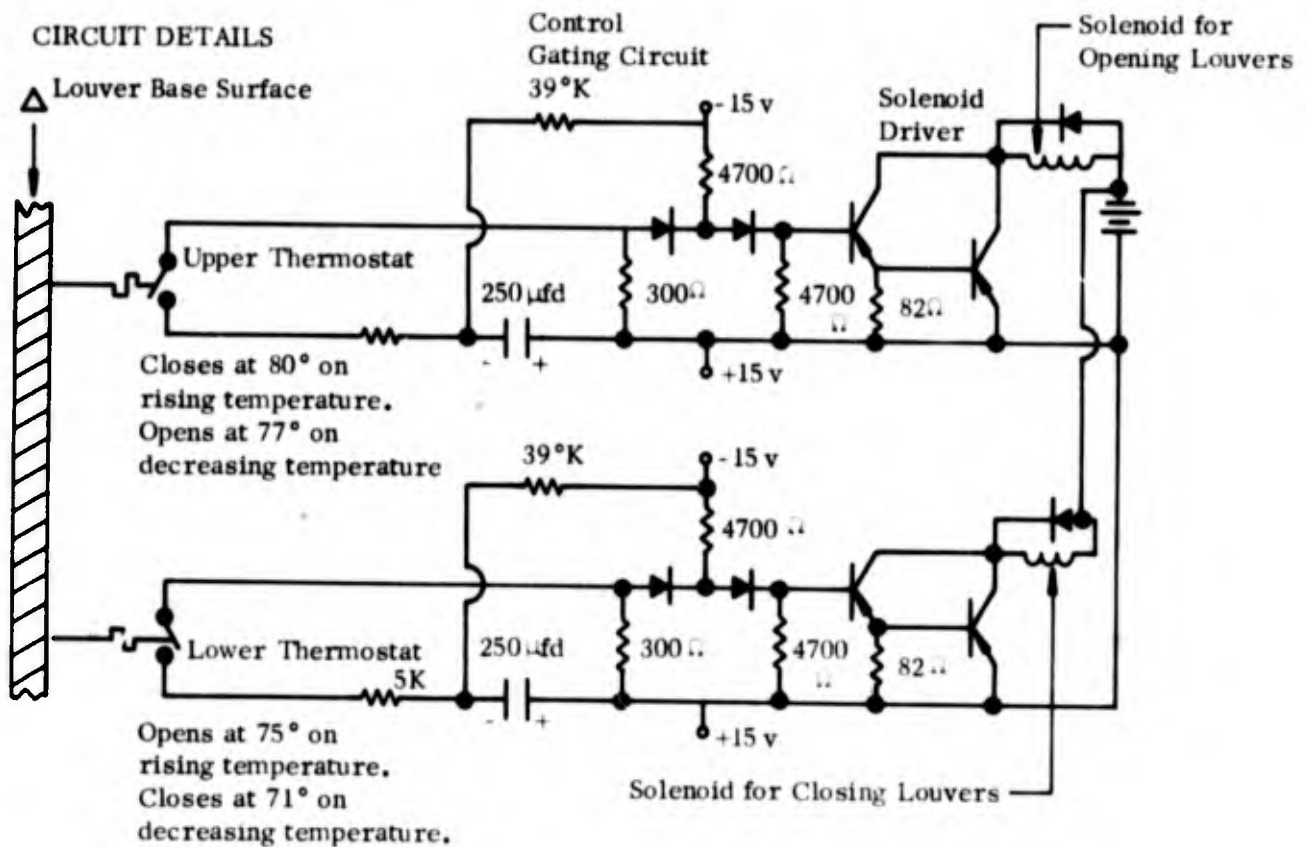 CIRCUIT DETAILS
Δ Louver Base Surface
Control
Gating Circuit
39°K
- 15 v
4700 Ω
Solenoid
Driver
Solenoid for
Opening Louvers
Upper Thermostat
250 μfd
- +
300Ω
4700
Ω
82Ω
+15 v
Closes at 80° on
rising temperature.
Opens at 77° on
decreasing temperature
39°K
- 15 v
4700 Ω
Lower Thermostat
5K
250 μfd
- +
300 Ω
4700
Ω
82 Ω
+15 v
Opens at 75° on
rising temperature.
Closes at 71° on
decreasing temperature.
Solenoid for Closing Louvers